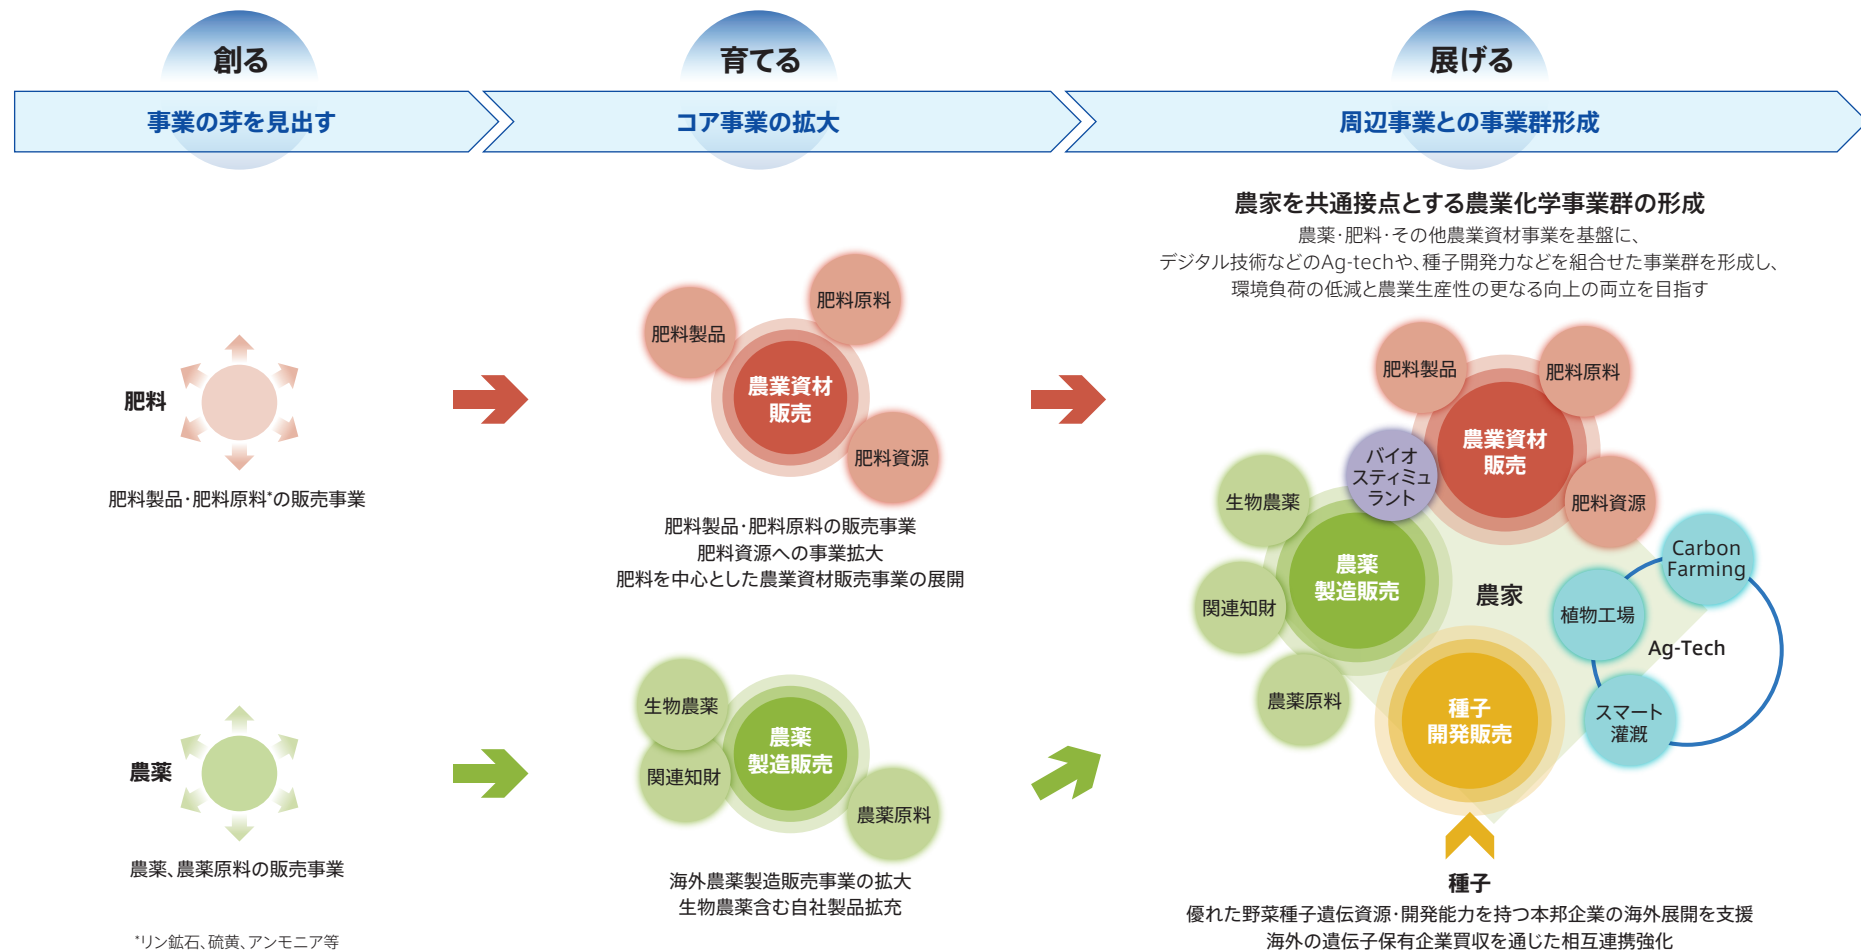 創る
事業の芽を見出す
肥料
肥料製品・肥料原料*の販売事業
農薬
農薬、農薬原料の販売事業
*リン鉱石、硫黄、アンモニア等
育てる
コア事業の拡大
肥料製品
肥料原料
農業資材
販売
肥料資源
肥料製品・肥料原料の販売事業
肥料資源への事業拡大
肥料を中心とした農業資材販売事業の展開
生物農薬
農薬
製造販売
関連知財
農薬原料
海外農薬製造販売事業の拡大
生物農薬含む自社製品拡充
展げる
周辺事業との事業群形成
農家を共通接点とする農業化学事業群の形成
農薬・肥料・その他農業資材事業を基盤に、
デジタル技術などのAg-techや、種子開発力などを組合せた事業群を形成し、
環境負荷の低減と農業生産性の更なる向上の両立を目指す
肥料製品
肥料原料
農業資材
販売
バイオ
スティミュ
ラント
肥料資源
生物農薬
農薬
製造販売
関連知財
農薬原料
農家
Carbon
Farming
植物工場
Ag-Tech
スマート
灌漑
種子
開発販売
種子
優れた野菜種子遺伝資源・開発能力を持つ本邦企業の海外展開を支援
海外の遺伝子保有企業買収を通じた相互連携強化